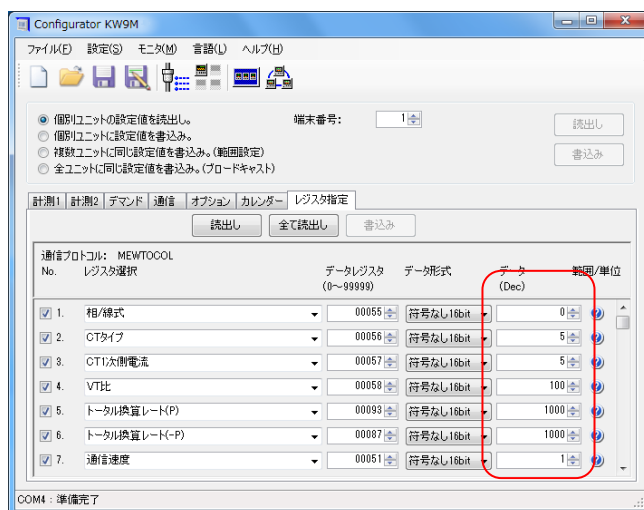 Configurator KW9M
ファイル(F) 設定(S) モニタ(M) 言語(L) ヘルプ(H)
個別ユニットの設定値を読出し。 端末番号: 1 読出し
個別ユニットに設定値を書込み。
複数ユニットに同じ設定値を書込み。(範囲設定) 書込み
全ユニットに同じ設定値を書込み。(ブロードキャスト)
計測1 計測2 デマンド 通信 オプション カレンダー レジスタ指定
読出し 全て読出し 書込み
通信プロトコル: MEWTOCOL
No. レジスタ選択 データレジスタ データ形式 データ 範囲/単位
(0~99999) (Dec)
1. 相/線式 00055 符号なし16bit 0
2. CTタイプ 00056 符号なし16bit 5
3. CT1次側電流 00057 符号なし16bit 5
4. VT比 00058 符号なし16bit 100
5. トータル換算レート(P) 00093 符号なし16bit 1000
6. トータル換算レート(-P) 00087 符号なし16bit 1000
7. 通信速度 00051 符号なし16bit 1
COM4 : 準備完了